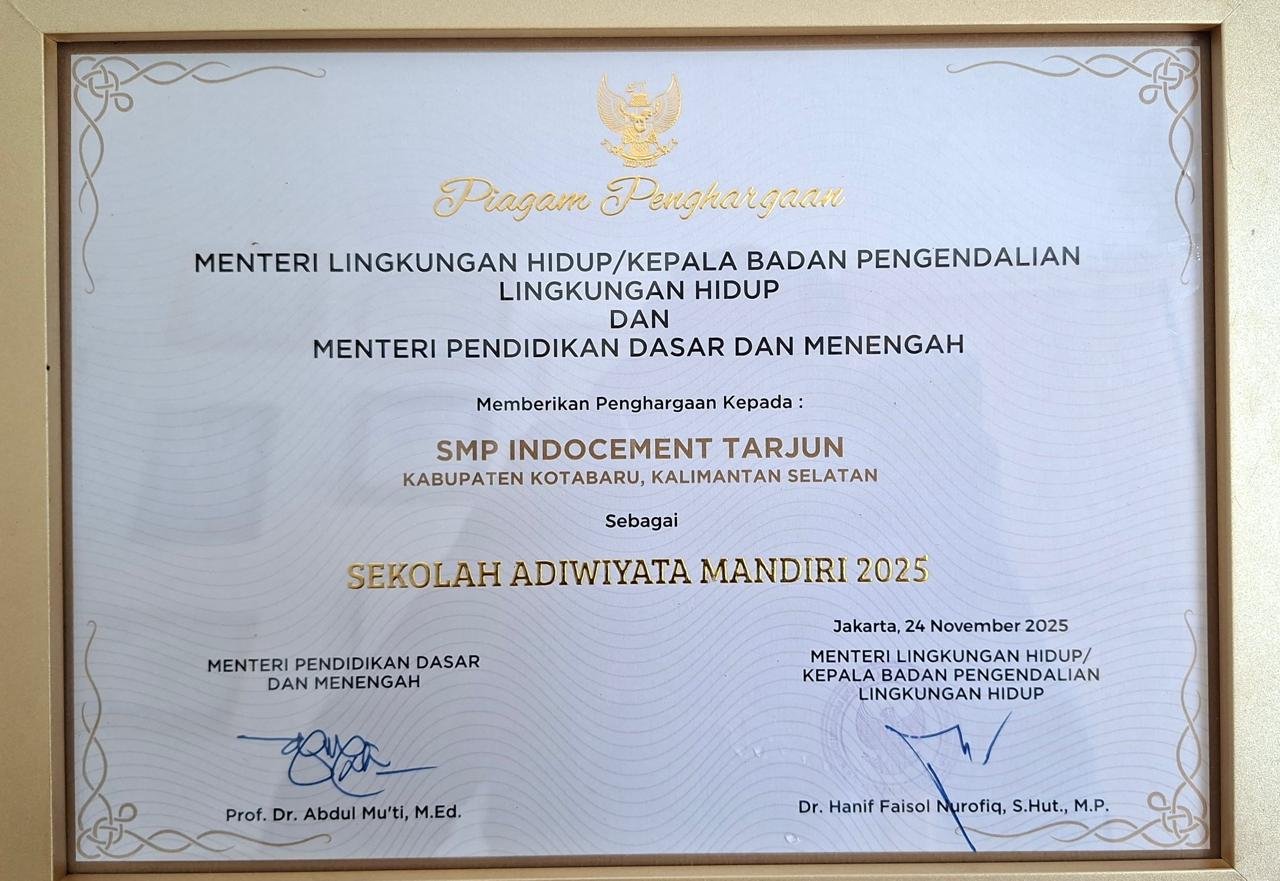 Piagam Penghargaan
MENTERI LINGKUNGAN HIDUP/KEPALA BADAN PENGENDALIAN
LINGKUNGAN HIDUP
DAN
MENTERI PENDIDIKAN DASAR DAN MENENGAH
Memberikan Penghargaan Kepada :
SMP INDOCEMENT TARJUN
KABUPATEN KOTABARU, KALIMANTAN SELATAN
Sebagai
SEKOLAH ADIWIYATA MANDIRI 2025
Jakarta, 24 November 2025
MENTERI PENDIDIKAN DASAR
DAN MENENGAH
Prof. Dr. Abdul Mu'ti, M.Ed.
MENTERI LINGKUNGAN HIDUP/
KEPALA BADAN PENGENDALIAN
LINGKUNGAN HIDUP
Dr. Hanif Faisol Nurofiq, S.Hut., M.P.